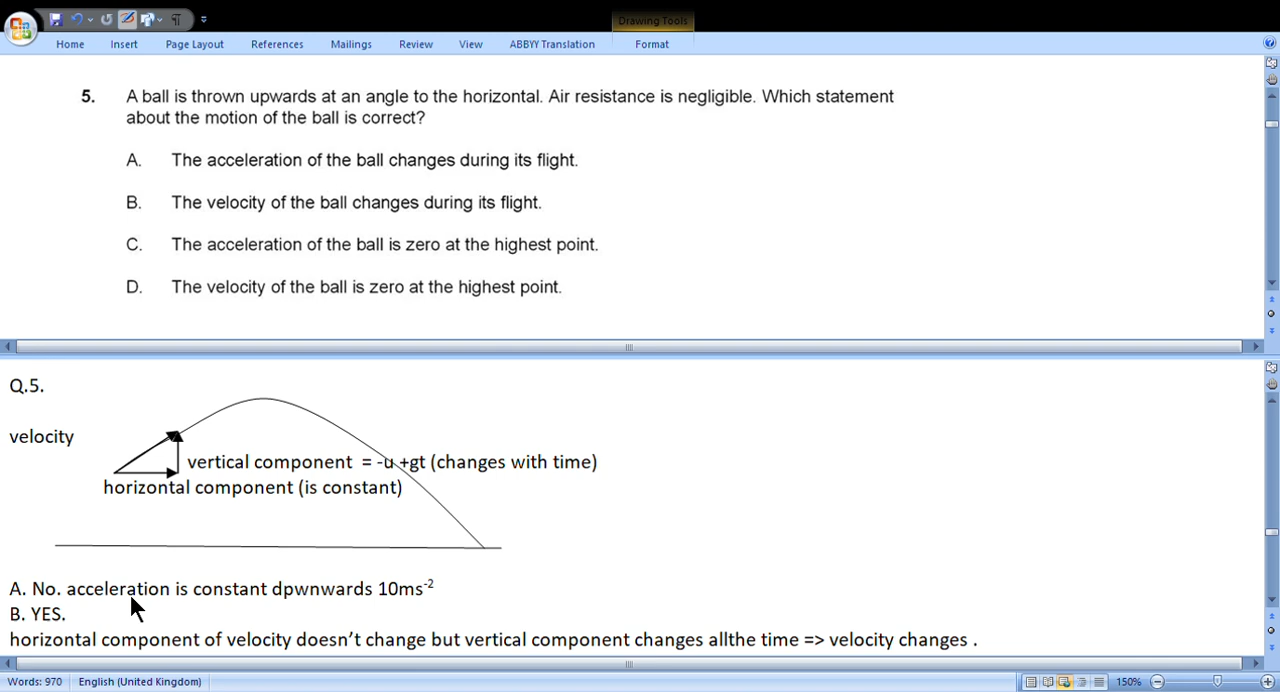 Drawing Tools
Home Insert Page Layout References Mailings Review View ABBYY Translation Format
5. A ball is thrown upwards at an angle to the horizontal. Air resistance is negligible. Which statement
about the motion of the ball is correct?
A. The acceleration of the ball changes during its flight.
B. The velocity of the ball changes during its flight.
C. The acceleration of the ball is zero at the highest point.
D. The velocity of the ball is zero at the highest point.
Q.5.
velocity
vertical component = -u +gt (changes with time)
horizontal component (is constant)
A. No. acceleration is constant dpwnwards 10ms⁻²
B. YES.
horizontal component of velocity doesn’t change but vertical component changes allthe time => velocity changes .
Words: 970 English (United Kingdom) 150%